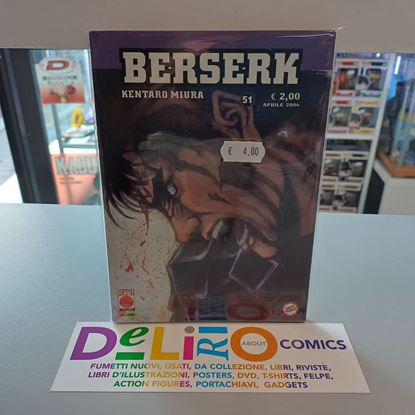 BERSERK
KENTARO MIURA
51
€ 2,00
APRILE 2004
€ 4,00
DELIRIO ABOUT COMICS
FUMETTI NUOVI, USATI, DA COLLEZIONE, LIBRI, RIVISTE,
LIBRI D'ILLUSTRAZIONI, POSTERS, DVD, T-SHIRTS, FELPE,
ACTION FIGURES, PORTACHIAVI, GADGETS